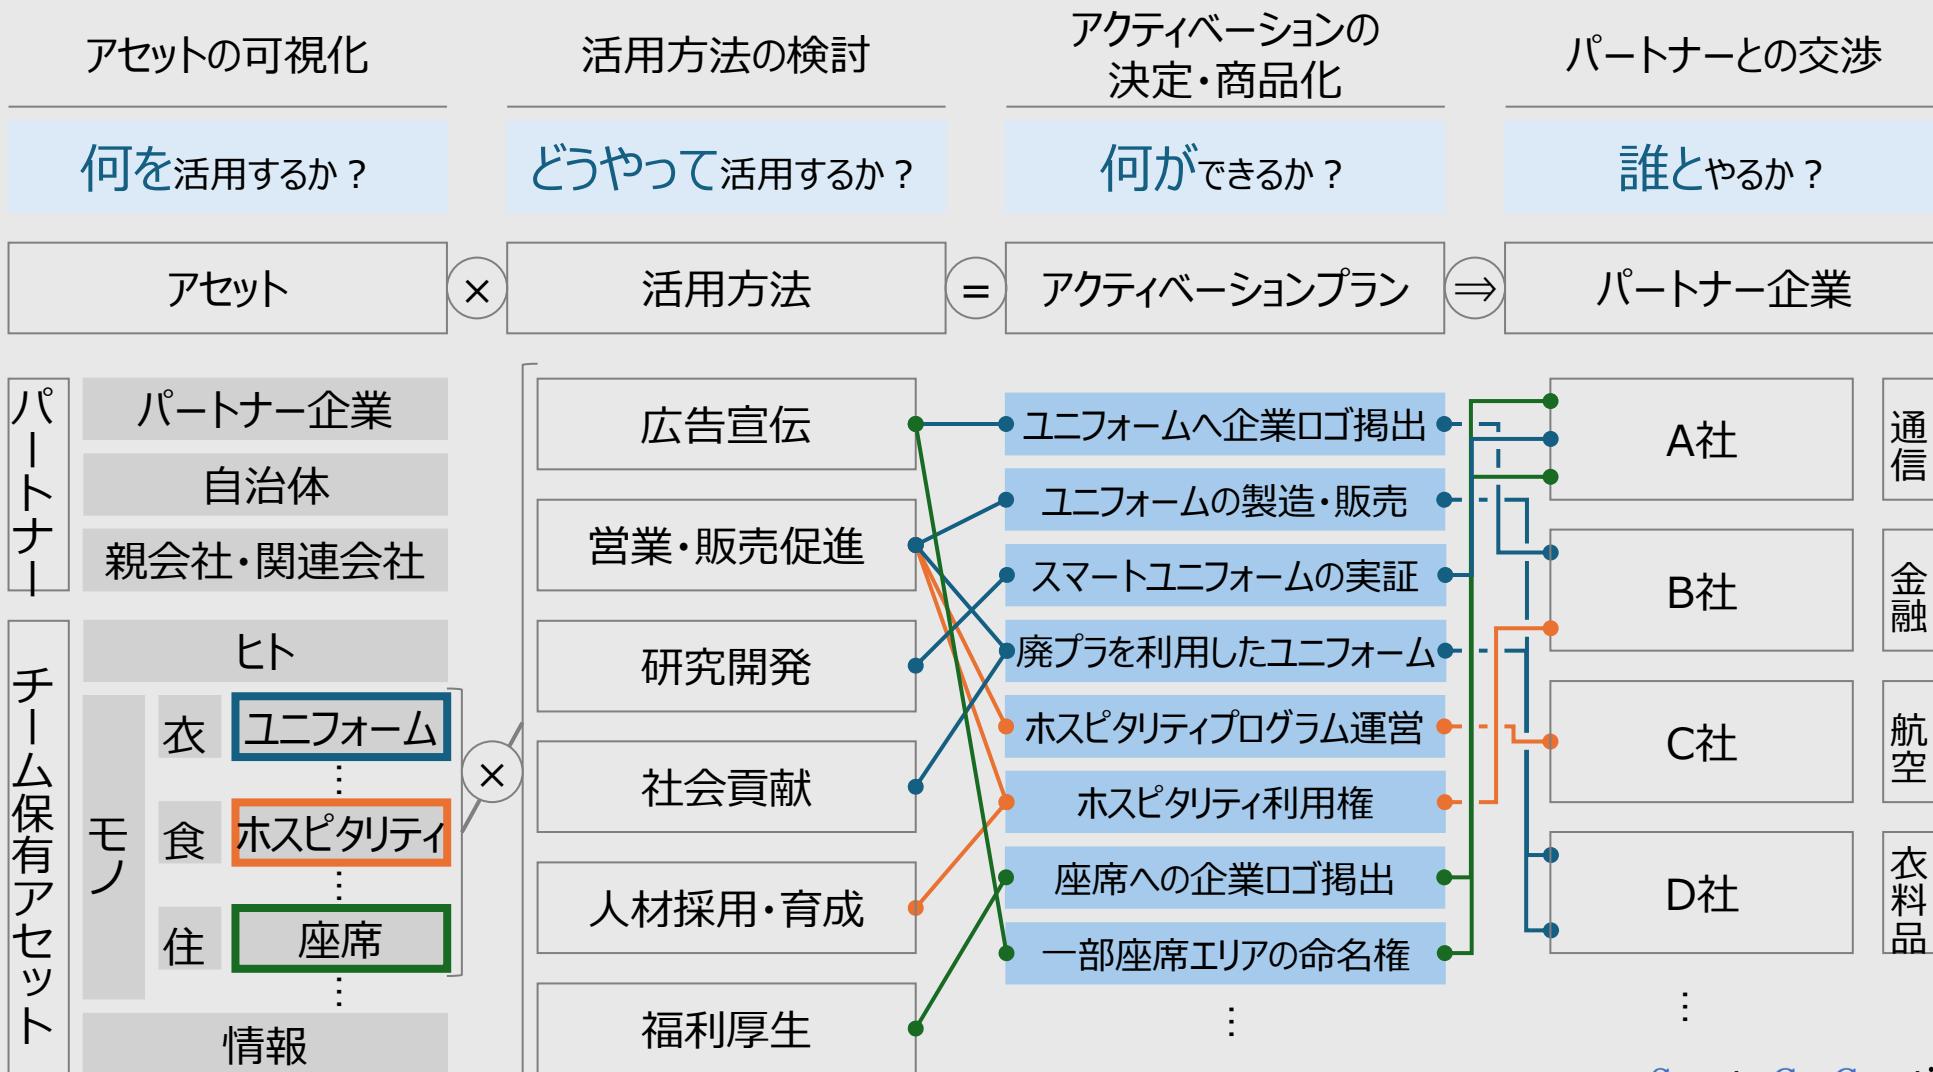 アセットの可視化
活用方法の検討
アクティベーションの
決定・商品化
パートナーとの交渉
何を活用するか？
どうやって活用するか？
何ができるか？
誰とやるか？
アセット
×
活用方法
=
アクティベーションプラン
⇒
パートナー企業
パートナー
パートナー企業
自治体
親会社・関連会社
チーム保有アセット
ヒト
モノ
衣
ユニフォーム
⋮
食
ホスピタリティ
⋮
住
座席
⋮
情報
×
広告宣伝
営業・販売促進
研究開発
社会貢献
人材採用・育成
福利厚生
ユニフォームへ企業ロゴ掲出
ユニフォームの製造・販売
スマートユニフォームの実証
廃プラを利用したユニフォーム
ホスピタリティプログラム運営
ホスピタリティ利用権
座席への企業ロゴ掲出
一部座席エリアの命名権
⋮
A社
通信
B社
金融
C社
航空
D社
衣料品
⋮